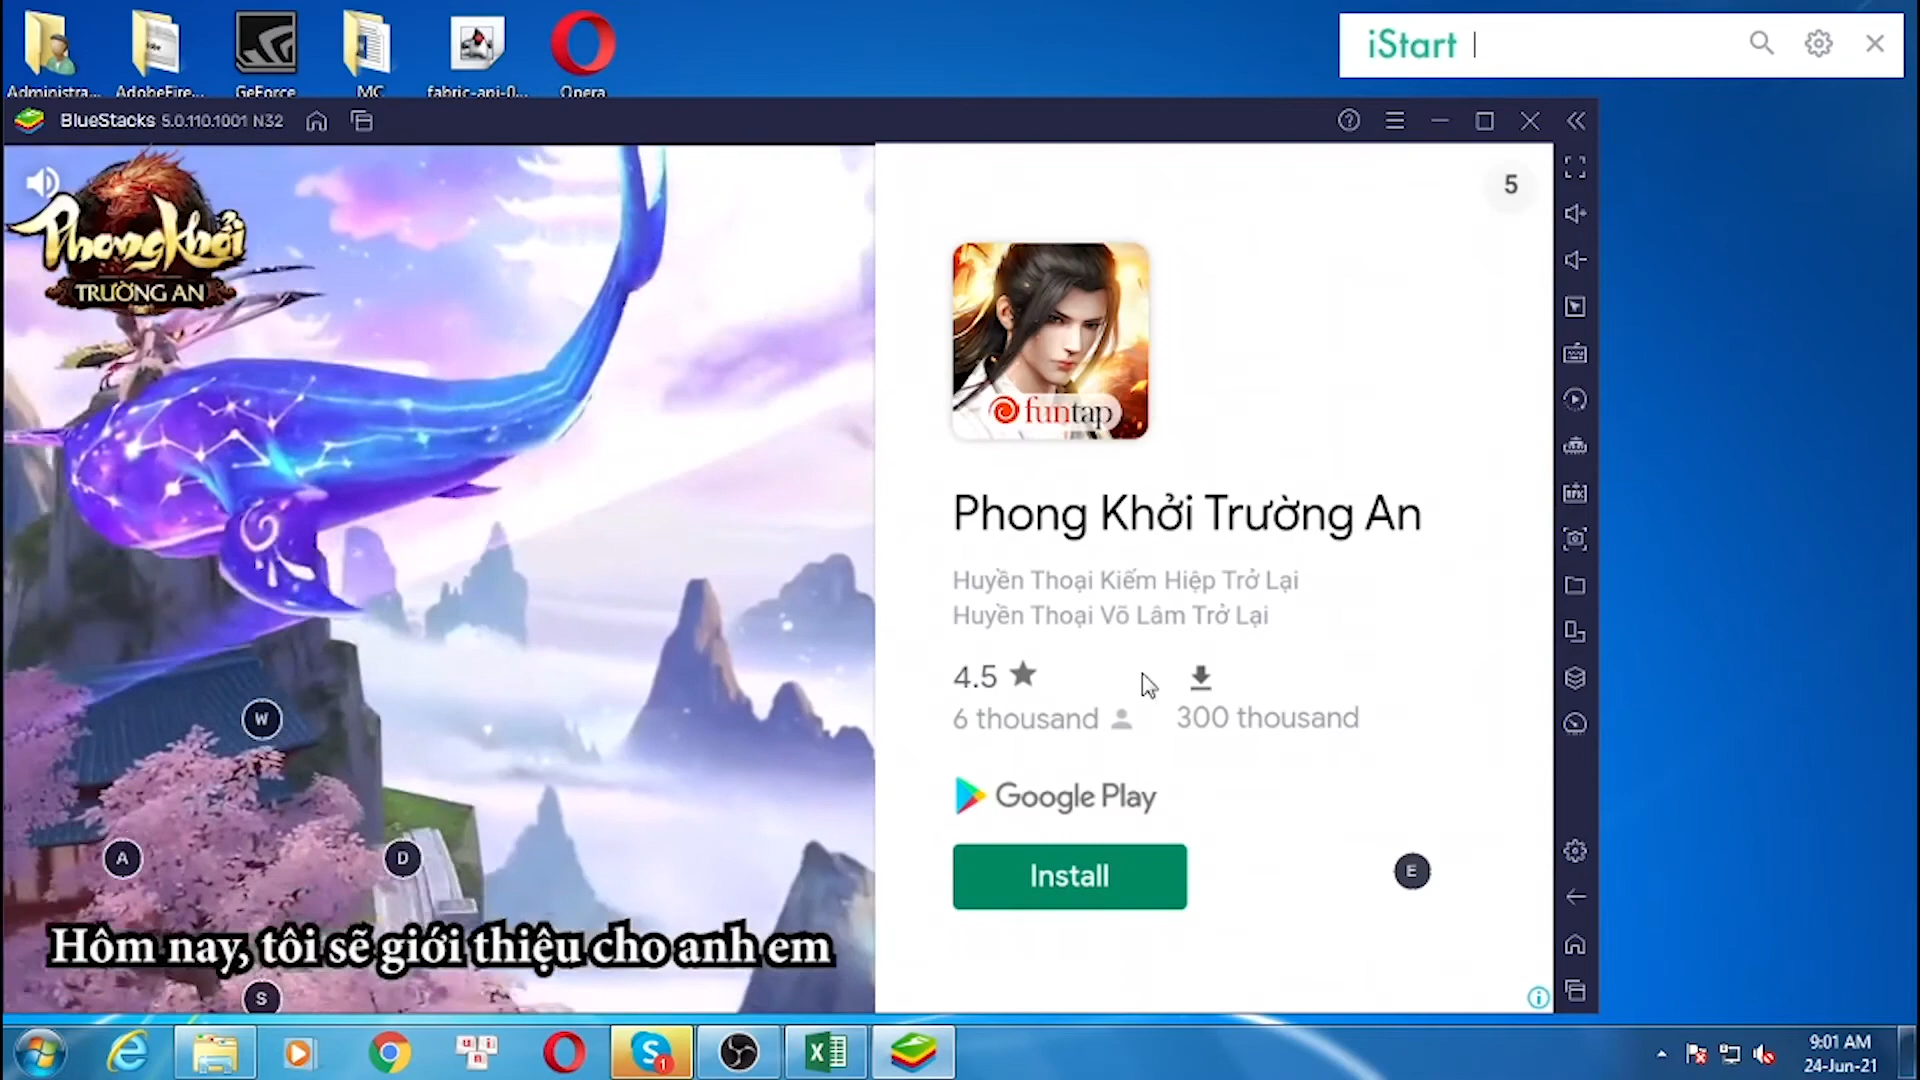 iStart
Administra...
AdobeFire...
GeForce
MC
fabric-api-0...
Opera
BlueStacks 5.0.110.1001 N32
5
Phong Khởi
TRƯỜNG AN
funtap
Phong Khởi Trường An
Huyền Thoại Kiếm Hiệp Trở Lại
Huyền Thoại Võ Lâm Trở Lại
4.5
6 thousand
300 thousand
Google Play
Install
W
A
D
S
E
Hôm nay, tôi sẽ giới thiệu cho anh em
9:01 AM
24-Jun-21